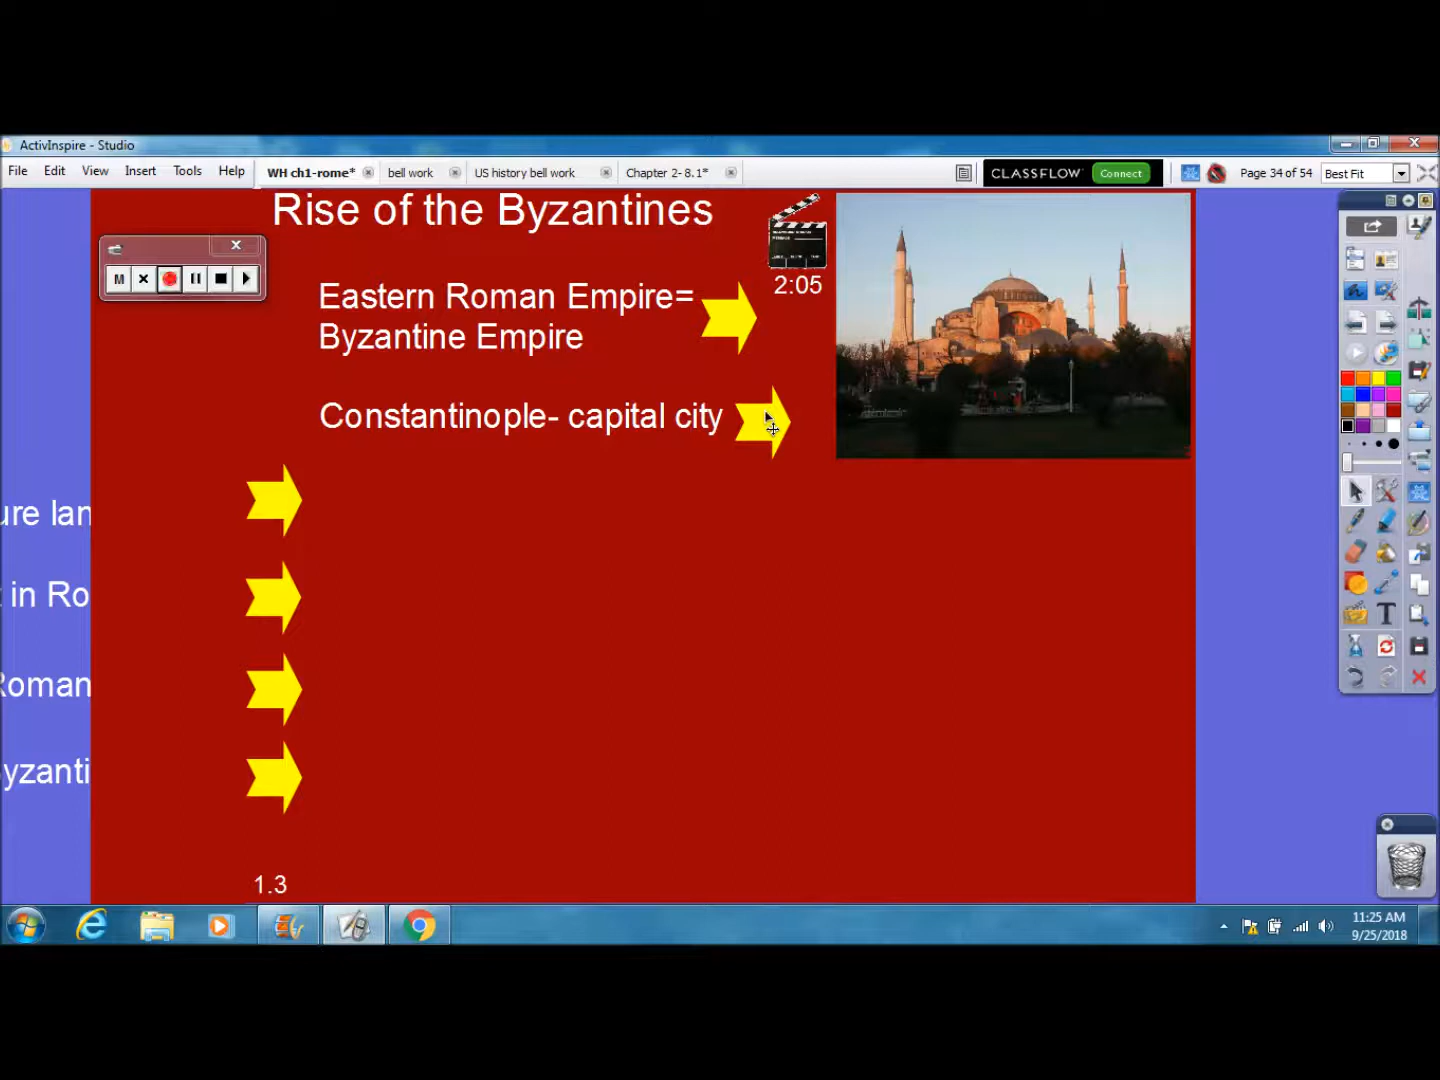 ActivInspire - Studio
File Edit View Insert Tools Help
WH ch1-rome* bell work US history bell work Chapter 2- 8.1*
CLASSFLOW Connect
Page 34 of 54
Best Fit
Rise of the Byzantines
M
2:05
Eastern Roman Empire=
Byzantine Empire
Constantinople- capital city
ure lan
in Ro
Roman
yzanti
1.3
T
11:25 AM
9/25/2018